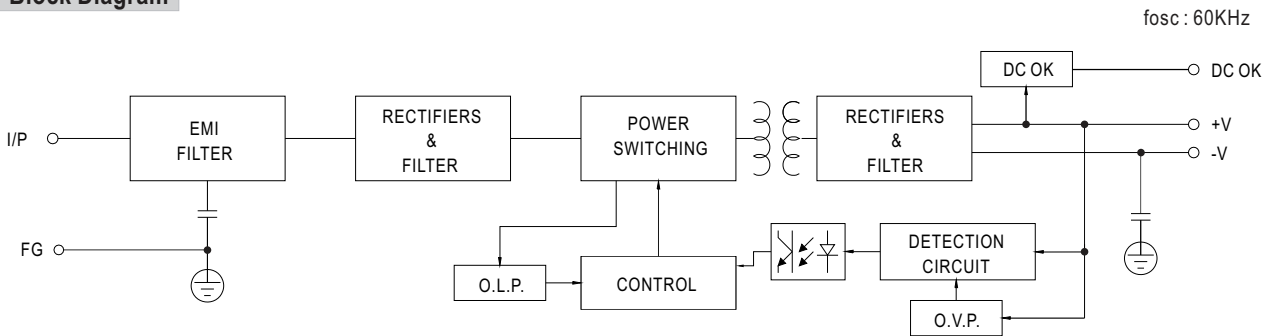 Block Diagram
fosc : 60KHz
I/P
EMI
FILTER
RECTIFIERS
&
FILTER
POWER
SWITCHING
RECTIFIERS
&
FILTER
DC OK
DC OK
+V
-V
FG
O.L.P.
CONTROL
DETECTION
CIRCUIT
O.V.P.